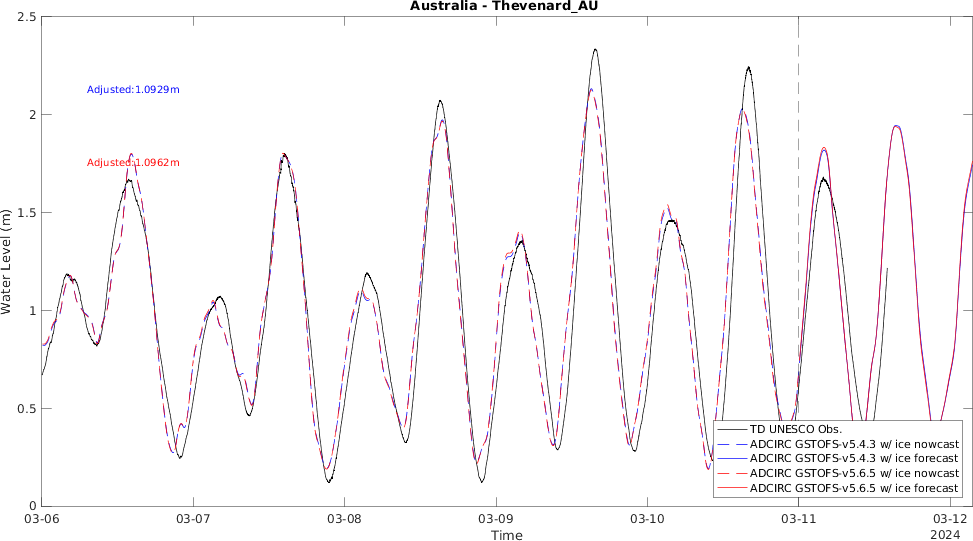 Australia - Thevenard_AU
2.5
2
1.5
1
0.5
0
Water Level (m)
Adjusted:1.0929m
Adjusted:1.0962m
TD UNESCO Obs.
ADCIRC GSTOFS-v5.4.3 w/ ice nowcast
ADCIRC GSTOFS-v5.4.3 w/ ice forecast
ADCIRC GSTOFS-v5.6.5 w/ ice nowcast
ADCIRC GSTOFS-v5.6.5 w/ ice forecast
03-06 03-07 03-08 03-09 03-10 03-11 03-12
Time
2024